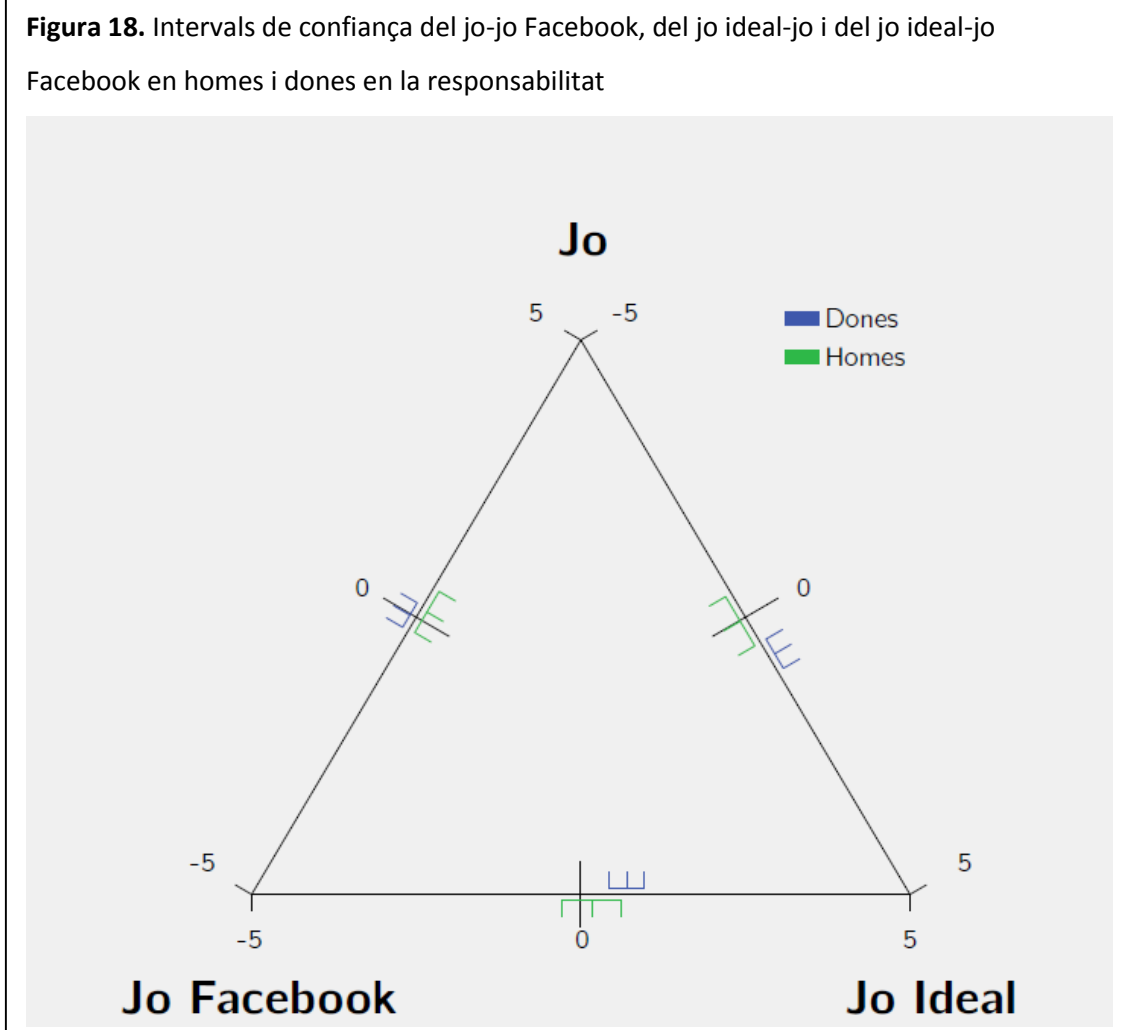 Figura 18. Intervals de confiança del jo-jo Facebook, del jo ideal-jo i del jo ideal-jo
Facebook en homes i dones en la responsabilitat
Jo
5 -5
Dones
Homes
0 0
-5 5
-5 0 5
Jo Facebook Jo Ideal